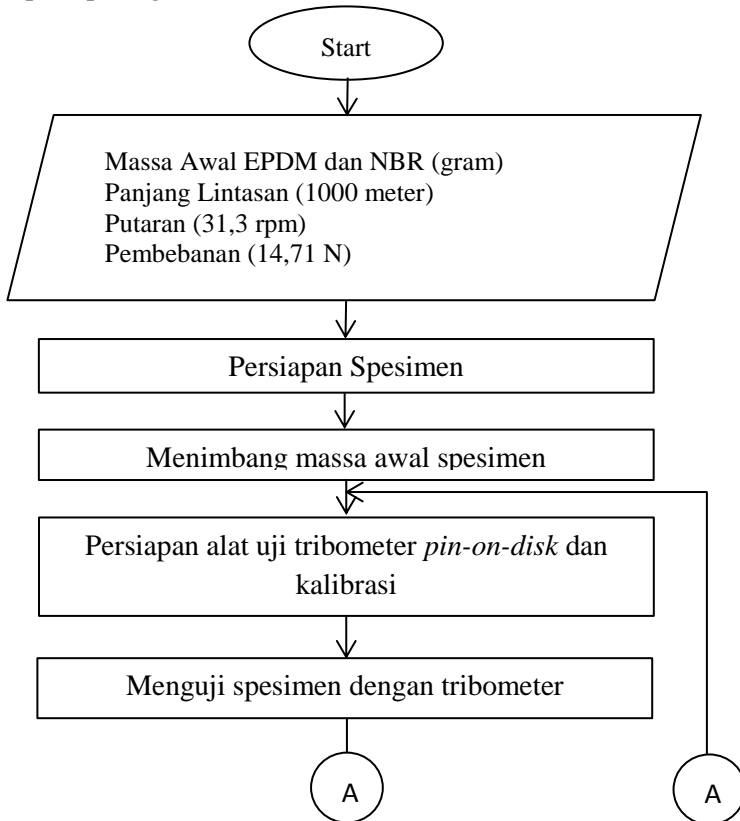 Start
Massa Awal EPDM dan NBR (gram)
Panjang Lintasan (1000 meter)
Putaran (31,3 rpm)
Pembebanan (14,71 N)
Persiapan Spesimen
Menimbang massa awal spesimen
Persiapan alat uji tribometer pin-on-disk dan
kalibrasi
Menguji spesimen dengan tribometer
A
A